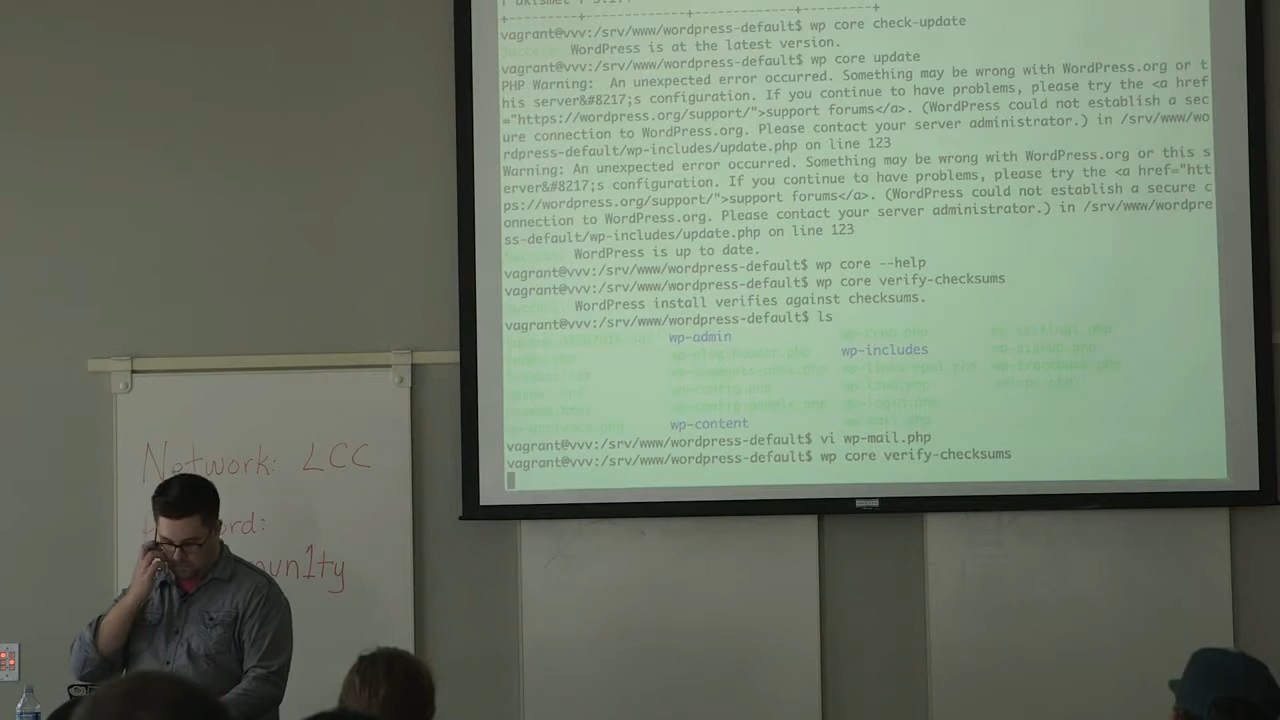 +---------+-------------+-------------+---------+
vagrant@vvv:/srv/www/wordpress-default$ wp core check-update
WordPress is at the latest version.
vagrant@vvv:/srv/www/wordpress-default$ wp core update
PHP Warning:  An unexpected error occurred. Something may be wrong with WordPress.org or t
his server&#8217;s configuration. If you continue to have problems, please try the <a href
="https://wordpress.org/support/">support forums</a>. (WordPress could not establish a sec
ure connection to WordPress.org. Please contact your server administrator.) in /srv/www/wo
rdpress-default/wp-includes/update.php on line 123
Warning: An unexpected error occurred. Something may be wrong with WordPress.org or this s
erver&#8217;s configuration. If you continue to have problems, please try the <a href="htt
ps://wordpress.org/support/">support forums</a>. (WordPress could not establish a secure c
onnection to WordPress.org. Please contact your server administrator.) in /srv/www/wordpre
ss-default/wp-includes/update.php on line 123
WordPress is up to date.
vagrant@vvv:/srv/www/wordpress-default$ wp core --help
vagrant@vvv:/srv/www/wordpress-default$ wp core verify-checksums
WordPress install verifies against checksums.
vagrant@vvv:/srv/www/wordpress-default$ ls
wp-admin
wp-includes
wp-content
vagrant@vvv:/srv/www/wordpress-default$ vi wp-mail.php
vagrant@vvv:/srv/www/wordpress-default$ wp core verify-checksums
Network: LCC